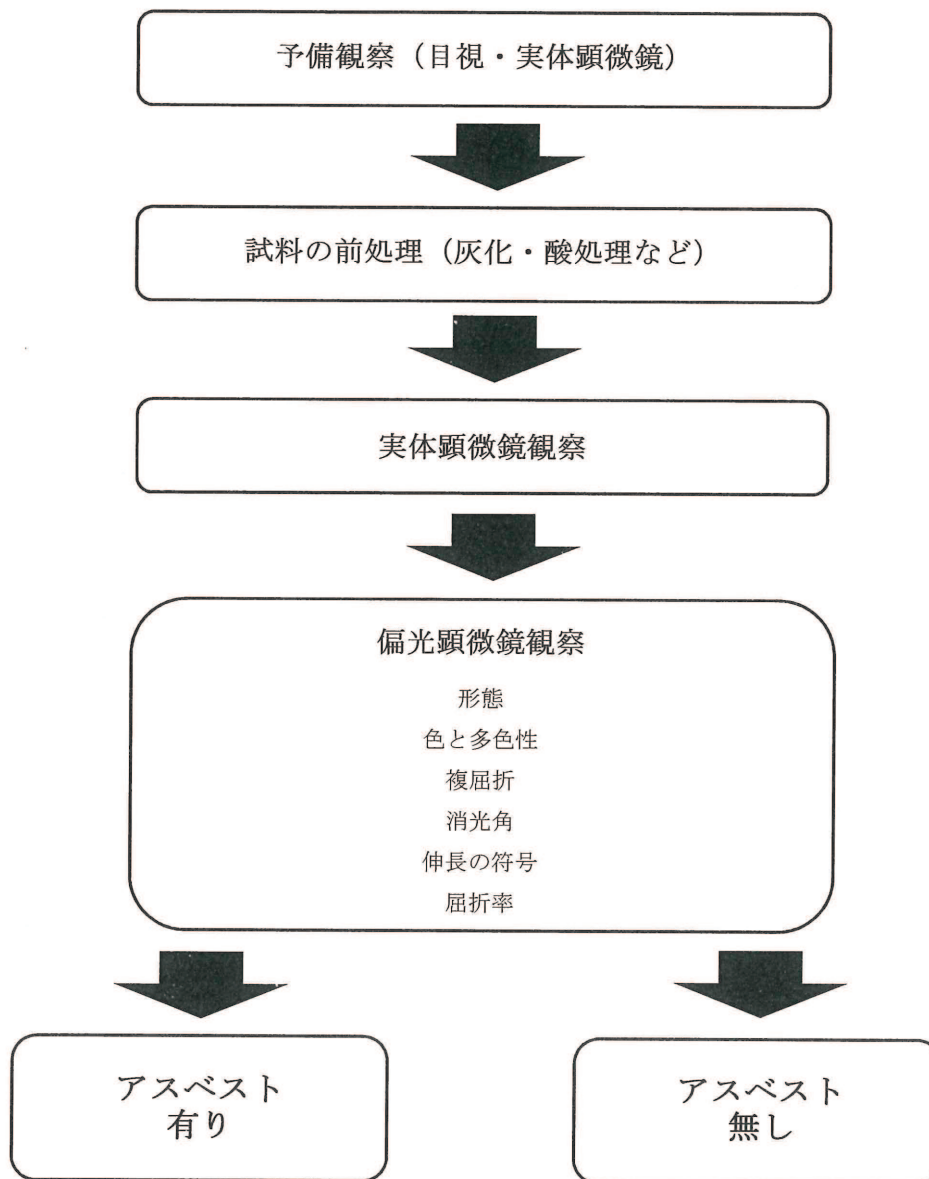 予備観察（目視・実体顕微鏡）
試料の前処理（灰化・酸処理など）
実体顕微鏡観察
偏光顕微鏡観察
形態
色と多色性
複屈折
消光角
伸長の符号
屈折率
アスベスト
有り
アスベスト
無し